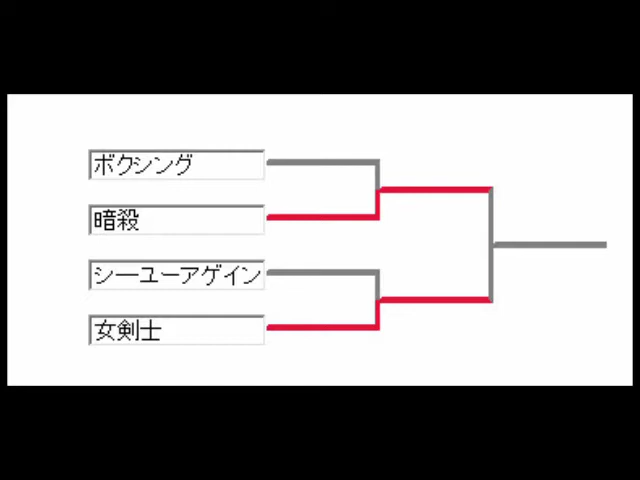 ボクシング
暗殺
シーユーアゲイン
女剣士